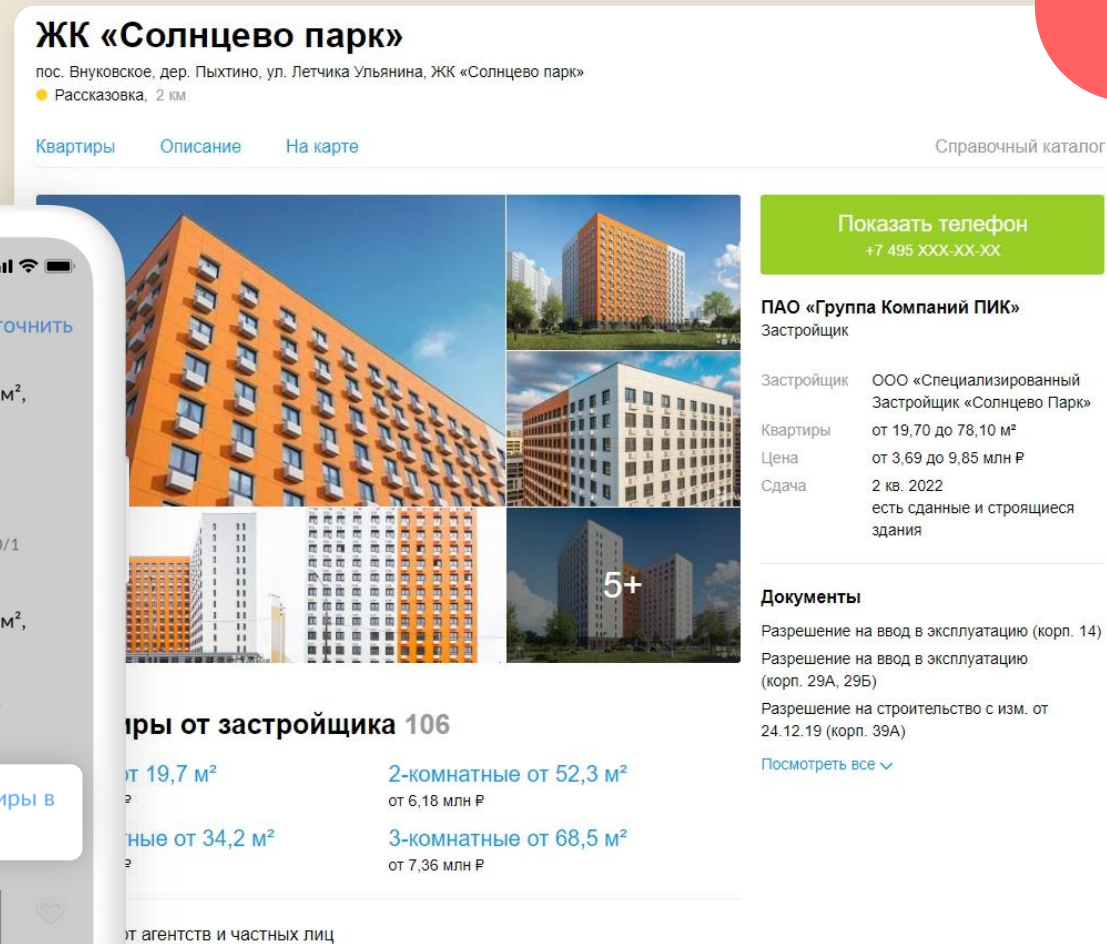 ЖК «Солнцево парк»
пос. Внуковское, дер. Пыхтино, ул. Летчика Ульянина, ЖК «Солнцево парк»
Рассказовка, 2 км
Квартиры Описание На карте Справочный каталог
Показать телефон
+7 495 XXX-XX-XX
ПАО «Группа Компаний ПИК»
Застройщик
Застройщик ООО «Специализированный
Застройщик «Солнцево Парк»
Квартиры от 19,70 до 78,10 м²
Цена от 3,69 до 9,85 млн ₽
Сдача 2 кв. 2022
есть сданные и строящиеся
здания
Документы
Разрешение на ввод в эксплуатацию (корп. 14)
Разрешение на ввод в эксплуатацию
(корп. 29А, 29Б)
Разрешение на строительство с изм. от
24.12.19 (корп. 39А)
Посмотреть все
5+
иры от застройщика 106
от 19,7 м²
₽
2-комнатные от 52,3 м²
от 6,18 млн ₽
тные от 34,2 м²
₽
3-комнатные от 68,5 м²
от 7,36 млн ₽
от агентств и частных лиц
точнить
м²,
0/1
м²,
иры в